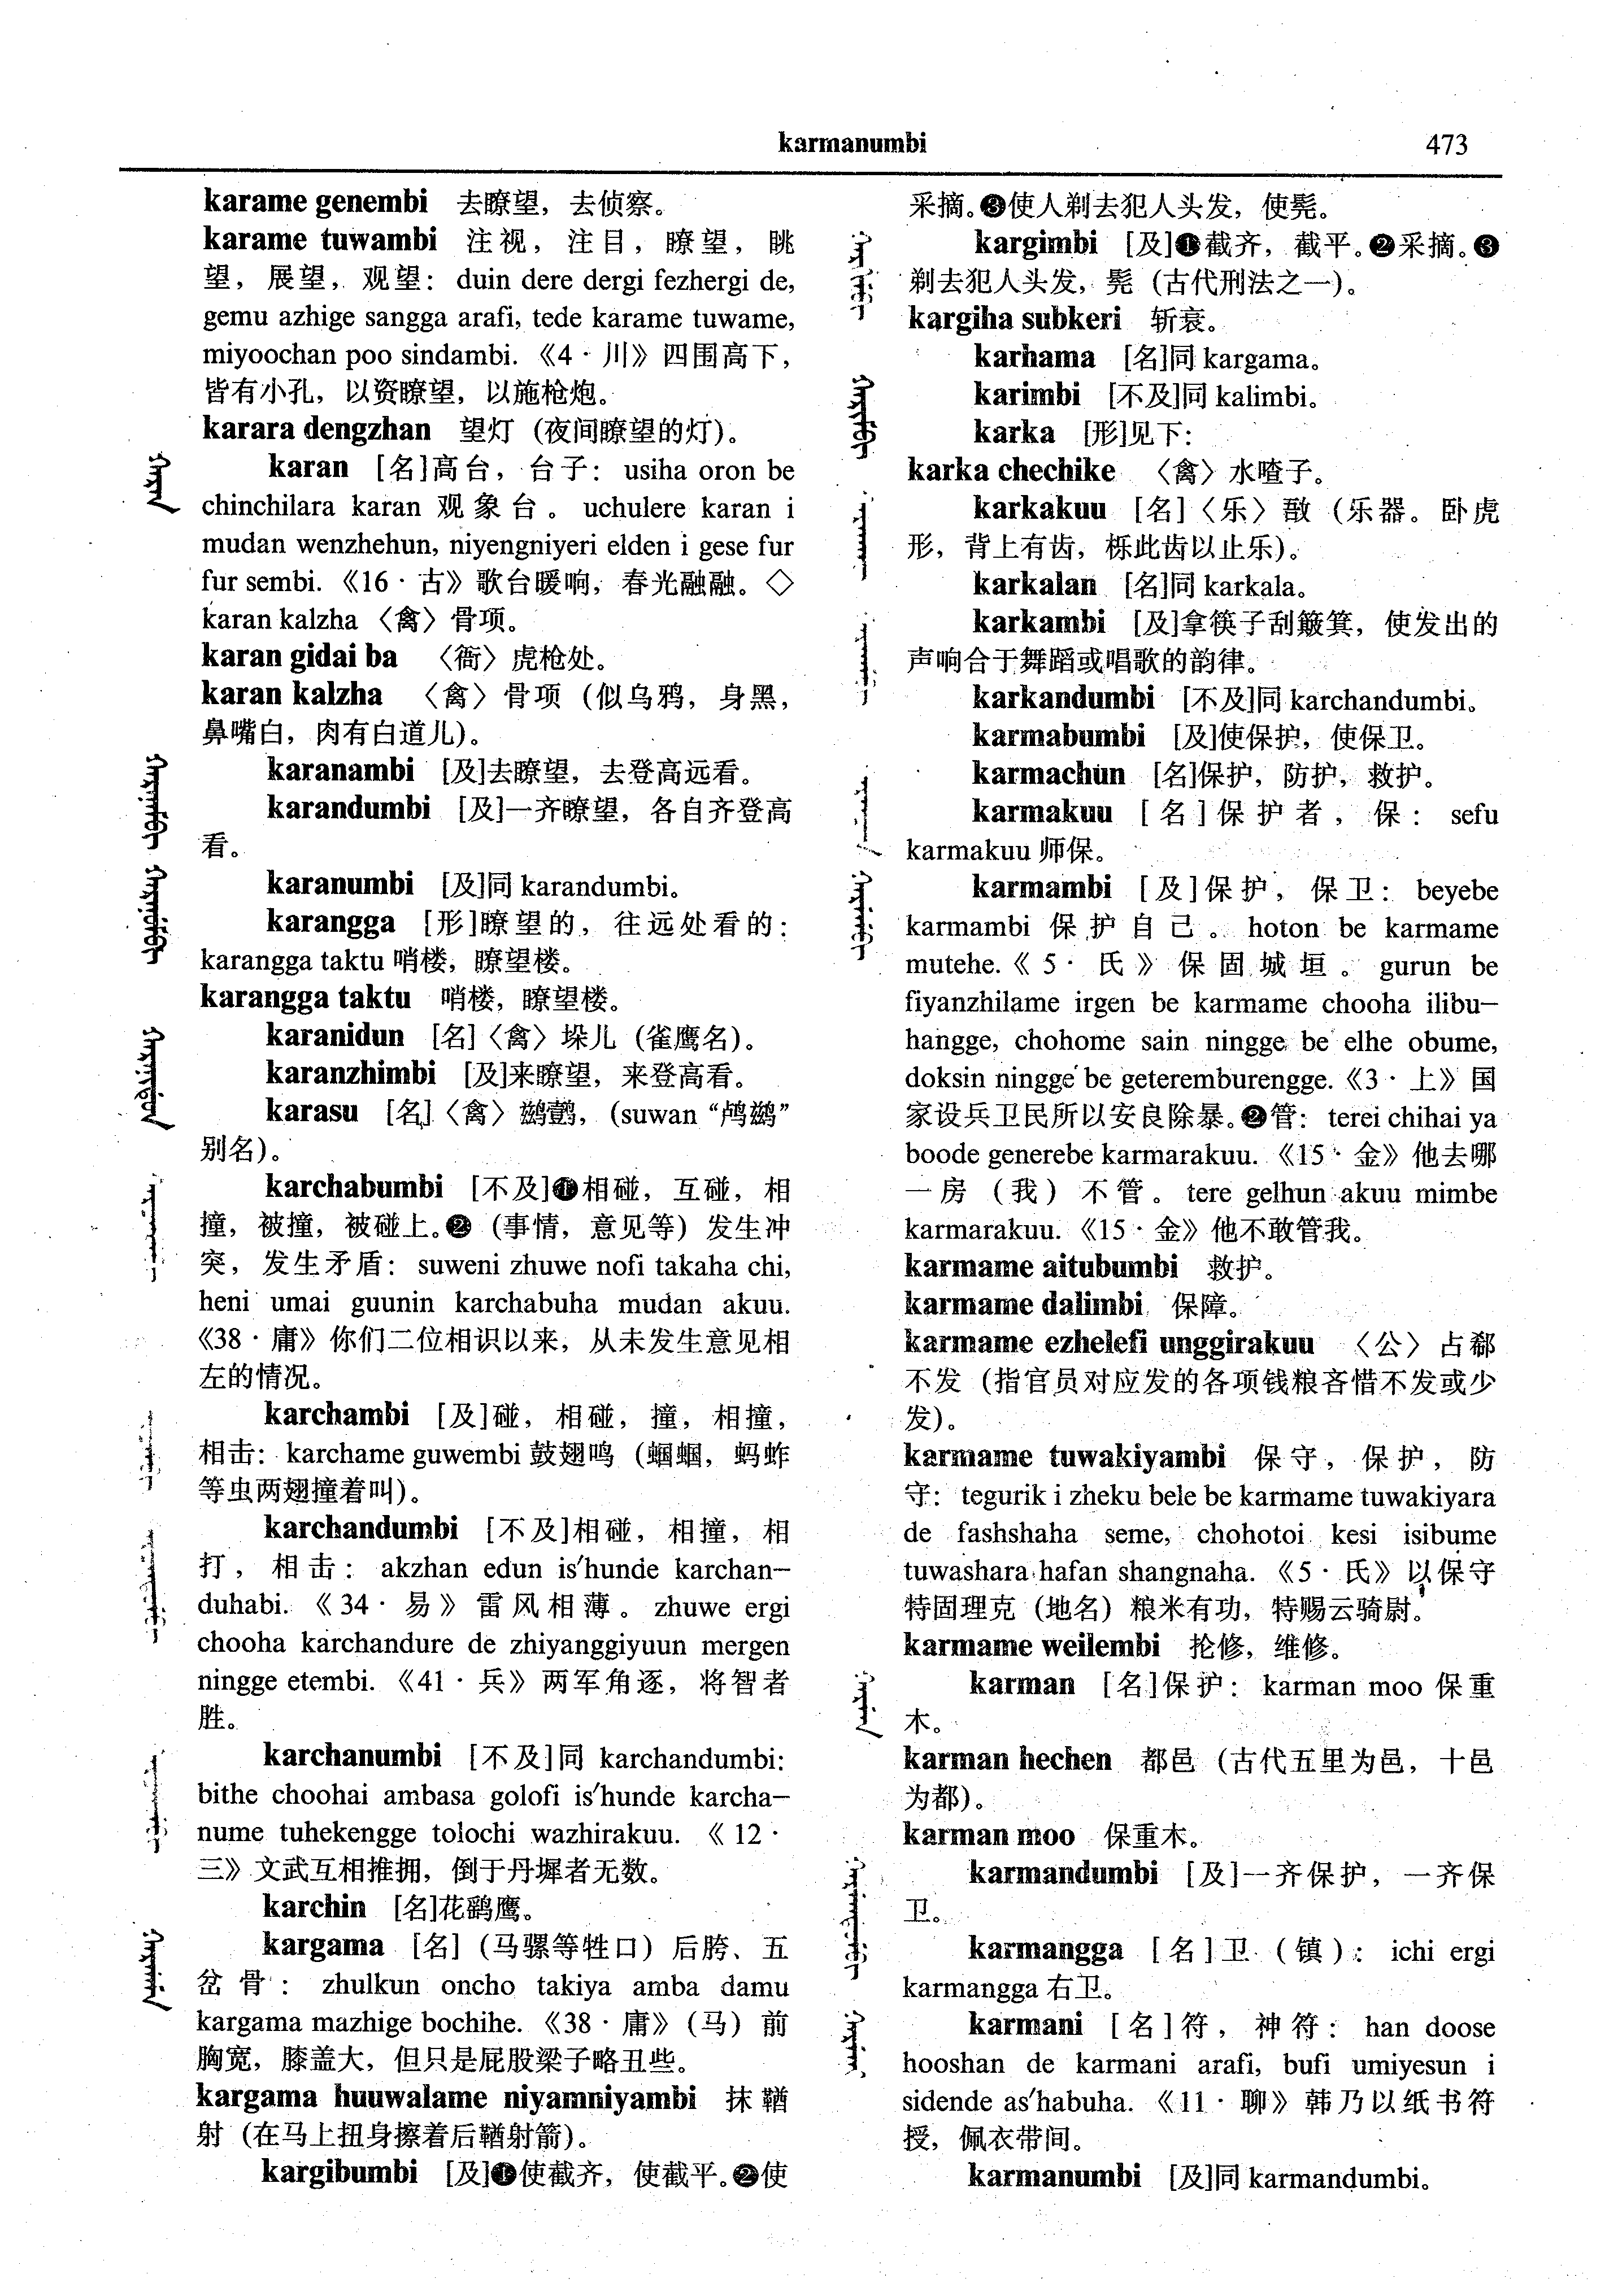 karmanumbi
473
karame genembi 去瞭望，去侦察。
karame tuwambi 注视，注目，瞭望，眺
望，展望，观望：duin dere dergi fezhergi de,
gemu azhige sangga arafi, tede karame tuwame,
miyoochan poo sindambi.《4·川》四围高下，
皆有小孔，以资瞭望，以施枪炮。
karara dengzhan 望灯（夜间瞭望的灯）。
karan [名]高台，台子：usiha oron be
chinchilara karan 观象台。uchulere karan i
mudan wenzhehun, niyengniyeri elden i gese fur
fur sembi.《16·古》歌台暖响，春光融融。◇
karan kalzha〈禽〉骨顶。
karan gidai ba 〈衙〉虎枪处。
karan kalzha 〈禽〉骨项（似乌鸦，身黑，
鼻嘴白，肉有白道儿）。
karanambi [及]去瞭望，去登高远看。
karandumbi [及]一齐瞭望，各自齐登高
看。
karanumbi [及]同 karandumbi。
karangga [形]瞭望的，往远处看的：
karangga taktu 哨楼，瞭望楼。
karangga taktu 哨楼，瞭望楼。
karanidun [名]〈禽〉垛儿（雀鹰名）。
karanzhimbi [及]来瞭望，来登高看。
karasu [名]〈禽〉，(suwan “鸬鹚”
别名）。
karchabumbi [不及]❶相碰，互碰，相
撞，被撞，被碰上。❷（事情，意见等）发生冲
突，发生矛盾：suweni zhuwe nofi takaha chi,
heni umai guunin karchabuha mudan akuu.
《38·庸》你们二位相识以来，从未发生意见相
左的情况。
karchambi [及]碰，相碰，撞，相撞，
相击：karchame guwembi 鼓翅鸣（蝈蝈，蚂蚱
等虫两翅撞着叫）。
karchandumbi [不及]相碰，相撞，相
打，相击：akzhan edun is'hunde karchan-
duhabi.《34·易》雷风相薄。zhuwe ergi
chooha karchandure de zhiyanggiyuun mergen
ningge etembi.《41·兵》两军角逐，将智者
胜。
karchanumbi [不及]同 karchandumbi:
bithe choohai ambasa golofi is'hunde karcha-
nume tuhekengge tolochi wazhirakuu.《12·
三》文武互相推拥，倒于丹墀者无数。
karchin [名]花鹞鹰。
kargama [名]（马骡等牲口）后胯、五
岔骨：zhulkun oncho takiya amba damu
kargama mazhige bochihe.《38·庸》（马）前
胸宽，膝盖大，但只是屁股梁子略丑些。
kargama huuwalame niyamniyambi 抹鞧
射（在马上扭身擦着后鞧射箭）。
kargibumbi [及]❶使截齐，使截平。❷使
采摘。❸使人剃去犯人头发，使髡。
kargimbi [及]❶截齐，截平。❷采摘。❸
剃去犯人头发，髡（古代刑法之一）。
kargiha subkeri 斩衰。
karhama [名]同 kargama。
karimbi [不及]同 kalimbi。
karka [形]见下：
karka chechike 〈禽〉水喳子。
karkakuu [名]〈乐〉敔（乐器。卧虎
形，背上有齿，栎此齿以止乐）。
karkalan [名]同 karkala。
karkambi [及]拿筷子刮簸箕，使发出的
声响合于舞蹈或唱歌的韵律。
karkandumbi [不及]同 karchandumbi。
karmabumbi [及]使保护，使保卫。
karmachun [名]保护，防护，救护。
karmakuu [名]保护者，保：sefu
karmakuu 师保。
karmambi [及]保护，保卫：beyebe
karmambi 保护自己。hoton be karmame
mutehe.《5·氏》保固城垣。gurun be
fiyanzhilame irgen be karmame chooha ilibu-
hangge, chohome sain ningge be elhe obume,
doksin ningge be geteremburengge.《3·上》国
家设兵卫民所以安良除暴。❷管：terei chihai ya
boode generebe karmarakuu.《15·金》他去哪
一房（我）不管。tere gelhun akuu mimbe
karmarakuu.《15·金》他不敢管我。
karmame aitubumbi 救护。
karmame dalimbi 保障。
karmame ezhelefi unggirakuu 〈公〉占鄯
不发（指官员对应发的各项钱粮吝惜不发或少
发）。
karmame tuwakiyambi 保守，保护，防
守：tegurik i zheku bele be karmame tuwakiyara
de fashshaha seme, chohotoi kesi isibume
tuwashara hafan shangnaha.《5·氏》以保守
特固理克（地名）粮米有功，特赐云骑尉。
karmame weilembi 抡修，维修。
karman [名]保护：karman moo 保重
木。
karman hechen 都邑（古代五里为邑，十邑
为都）。
karman moo 保重木。
karmandumbi [及]一齐保护，一齐保
卫。
karmangga [名]卫（镇）：ichi ergi
karmangga 右卫。
karmani [名]符，神符：han doose
hooshan de karmani arafi, bufi umiyesun i
sidende as'habuha.《11·聊》韩乃以纸书符
授，佩衣带间。
karmanumbi [及]同 karmandumbi。